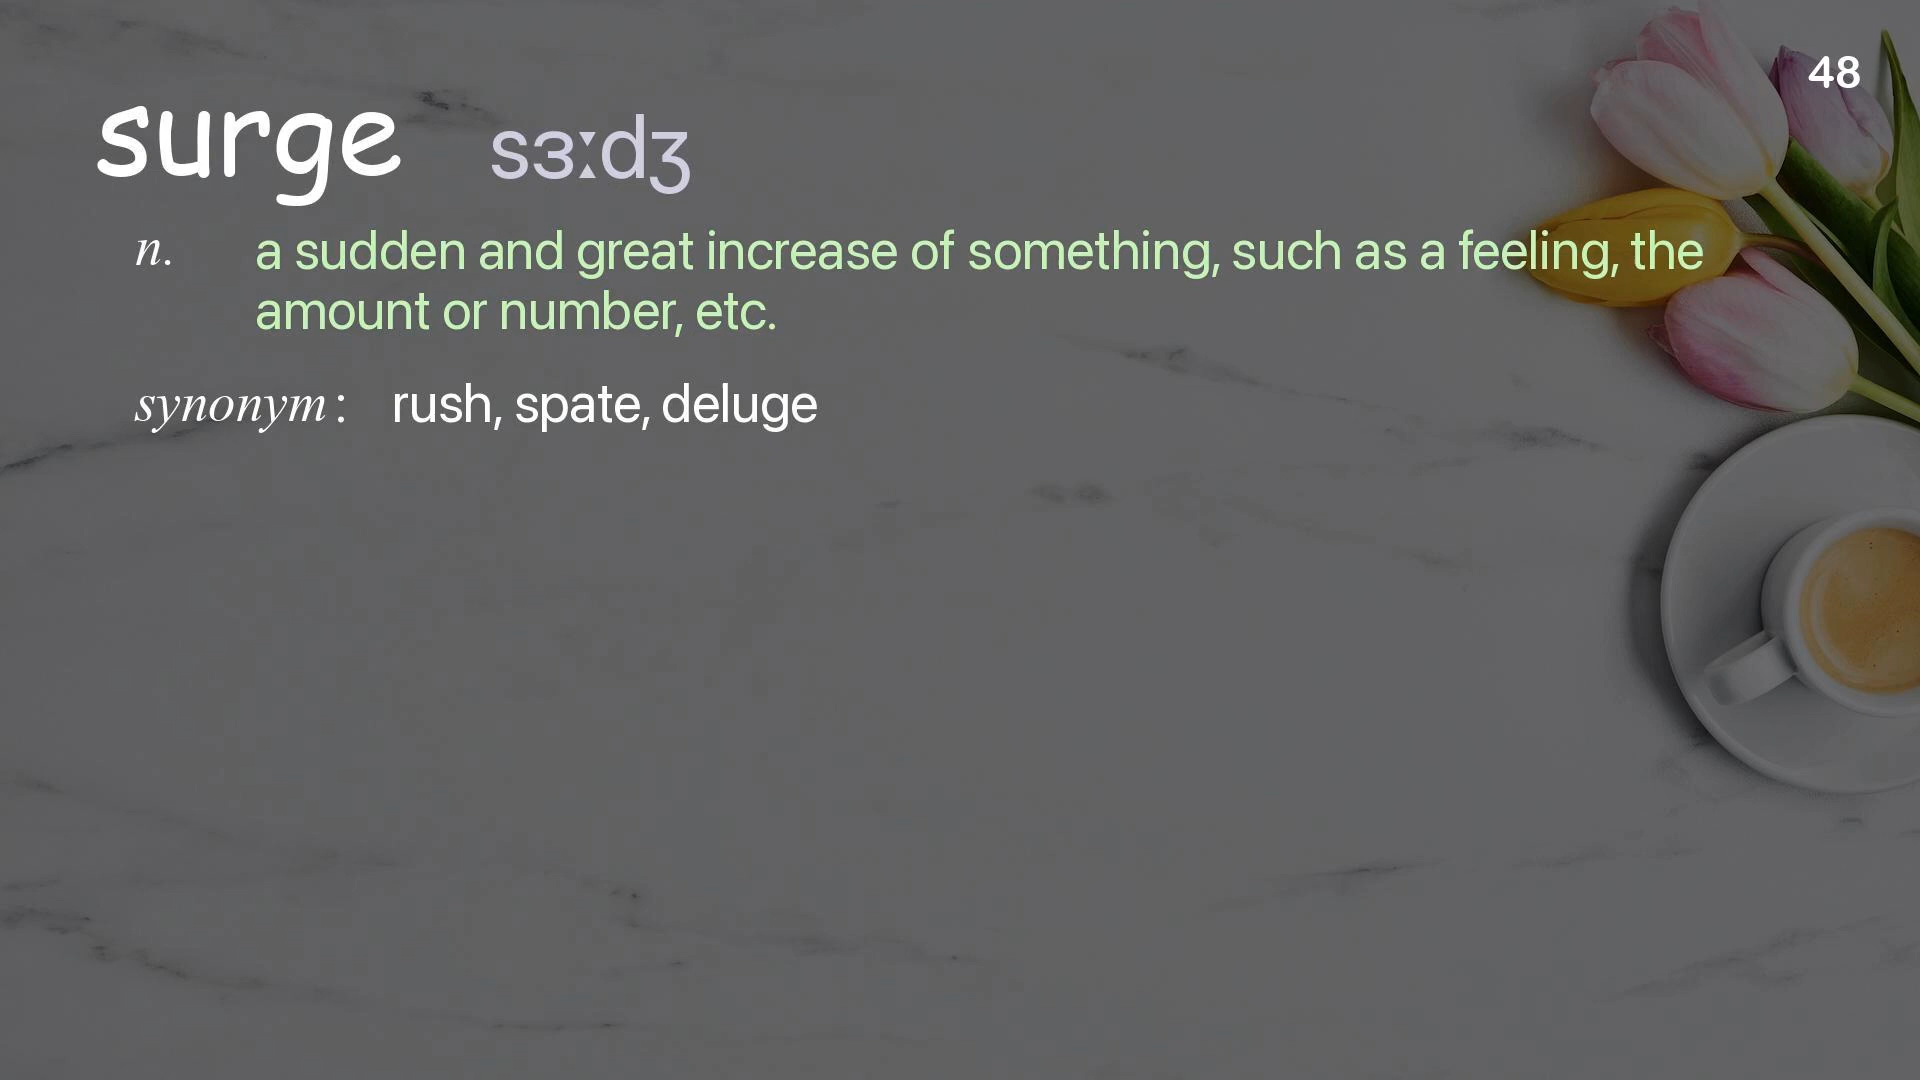 48
surge sɜːdʒ
n. a sudden and great increase of something, such as a feeling, the
amount or number, etc.
synonym: rush, spate, deluge